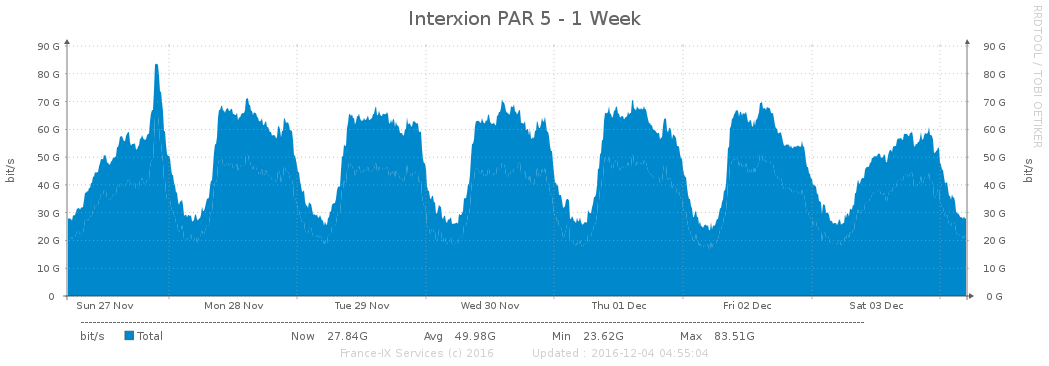 Interxion PAR 5 - 1 Week
RRDTOOL / TOBI OETIKER
90 G 90 G
80 G 80 G
70 G 70 G
60 G 60 G
50 G 50 G
40 G 40 G
30 G 30 G
20 G 20 G
10 G 10 G
0 0 G
bit/s bit/s
Sun 27 Nov Mon 28 Nov Tue 29 Nov Wed 30 Nov Thu 01 Dec Fri 02 Dec Sat 03 Dec
bit/s Total Now 27.84G Avg 49.98G Min 23.62G Max 83.51G
France-IX Services (c) 2016 Updated : 2016-12-04 04:55:04